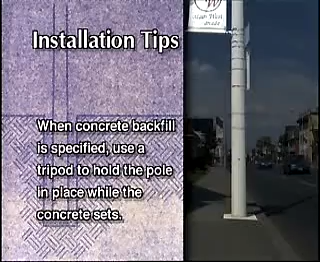 Installation Tips
When concrete backfill
is specified, use a
tripod to hold the pole
in place while the
concrete sets.